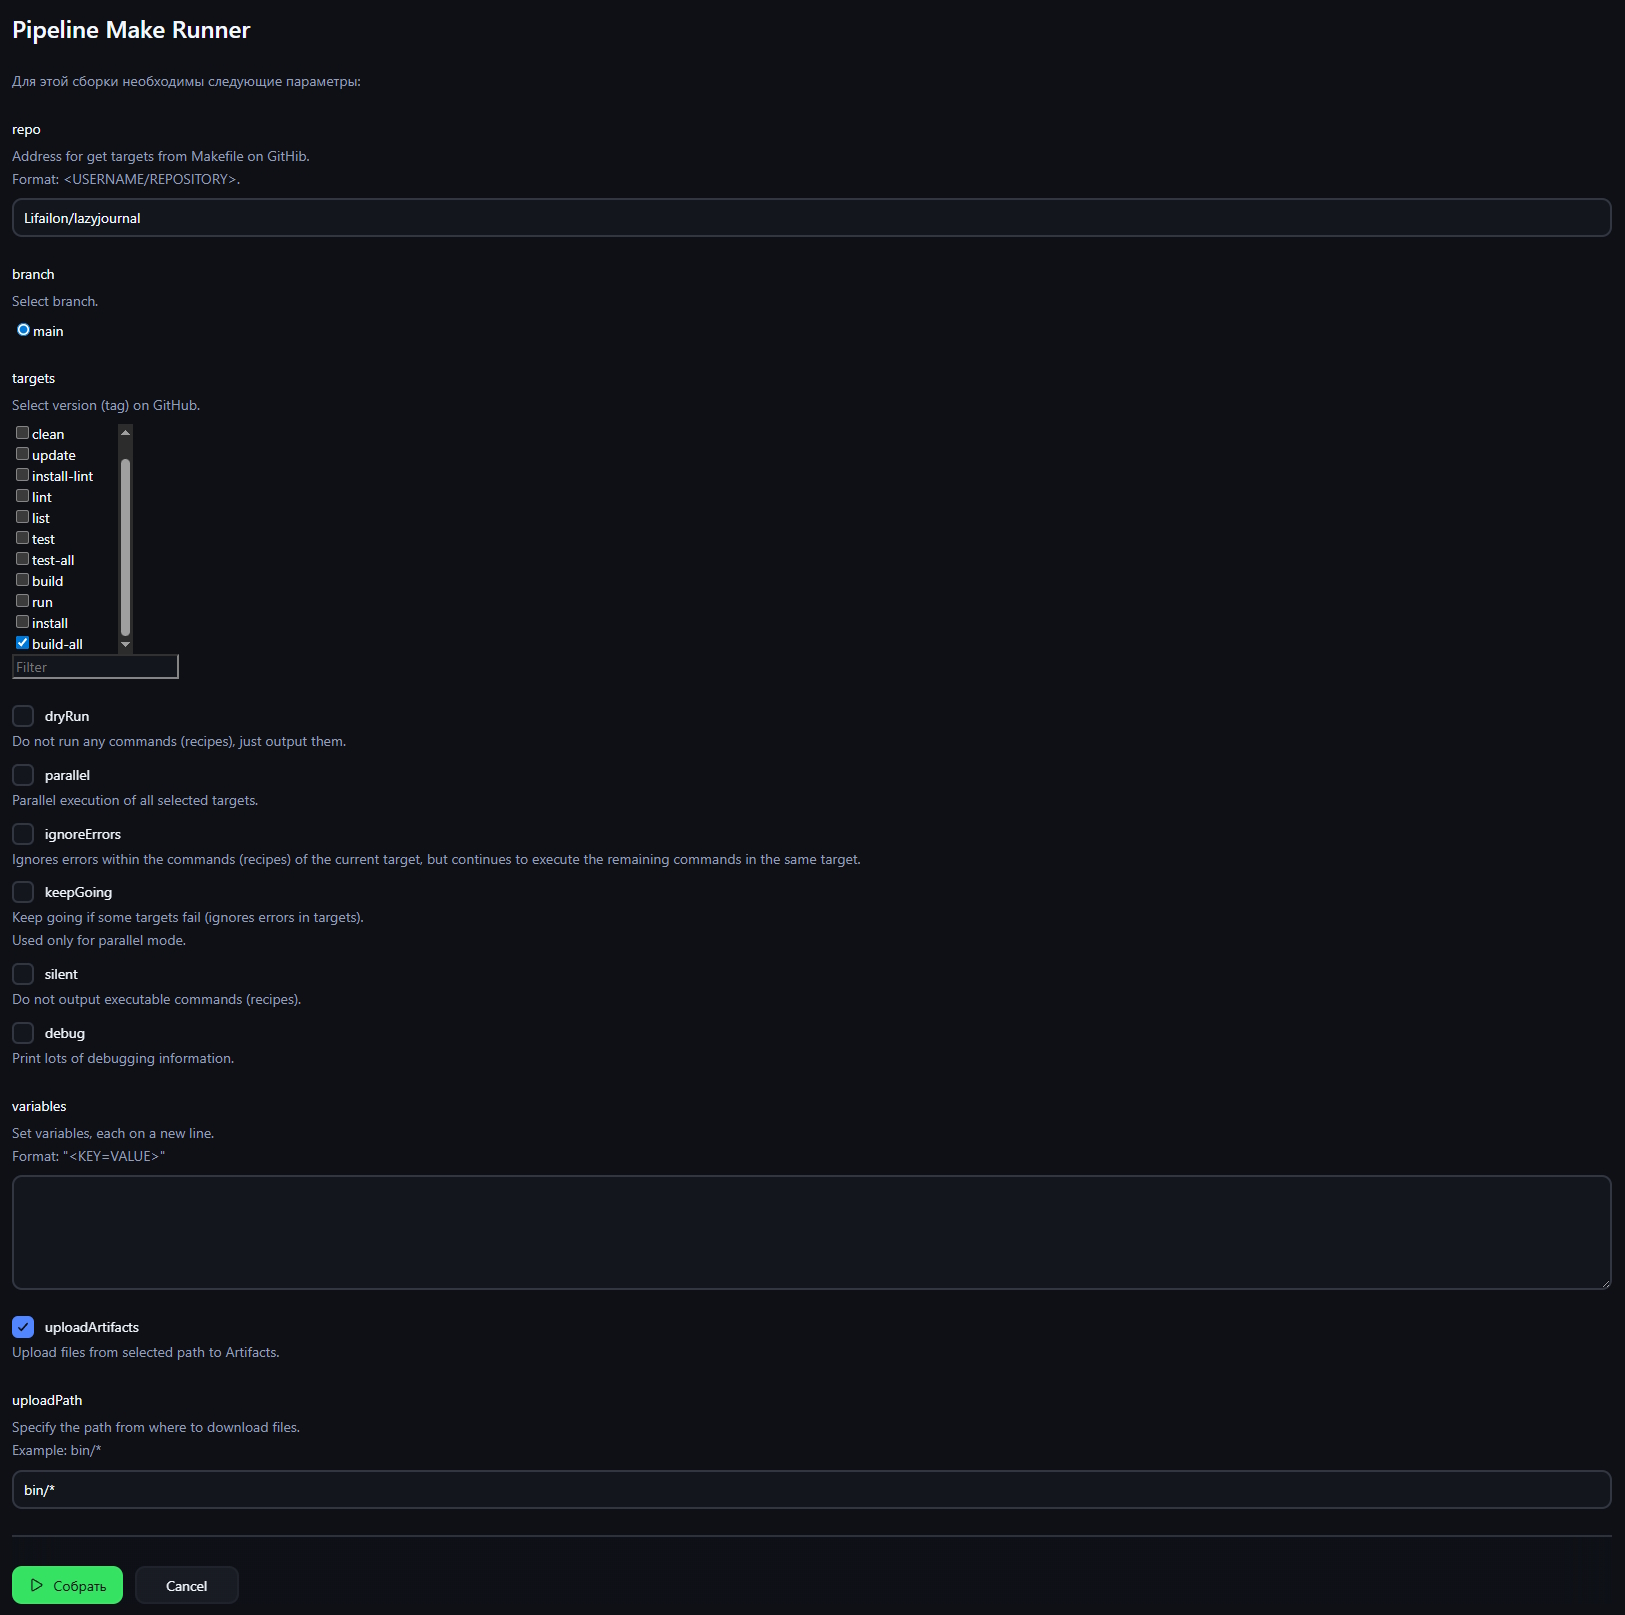 Pipeline Make Runner
Для этой сборки необходимы следующие параметры:
repo
Address for get targets from Makefile on GitHib.
Format: <USERNAME/REPOSITORY>.
Lifailon/lazyjournal
branch
Select branch.
main
targets
Select version (tag) on GitHub.
clean
update
install-lint
lint
list
test
test-all
build
run
install
build-all
Filter
dryRun
Do not run any commands (recipes), just output them.
parallel
Parallel execution of all selected targets.
ignoreErrors
Ignores errors within the commands (recipes) of the current target, but continues to execute the remaining commands in the same target.
keepGoing
Keep going if some targets fail (ignores errors in targets).
Used only for parallel mode.
silent
Do not output executable commands (recipes).
debug
Print lots of debugging information.
variables
Set variables, each on a new line.
Format: "<KEY=VALUE>"
uploadArtifacts
Upload files from selected path to Artifacts.
uploadPath
Specify the path from where to download files.
Example: bin/*
bin/*
Собрать
Cancel